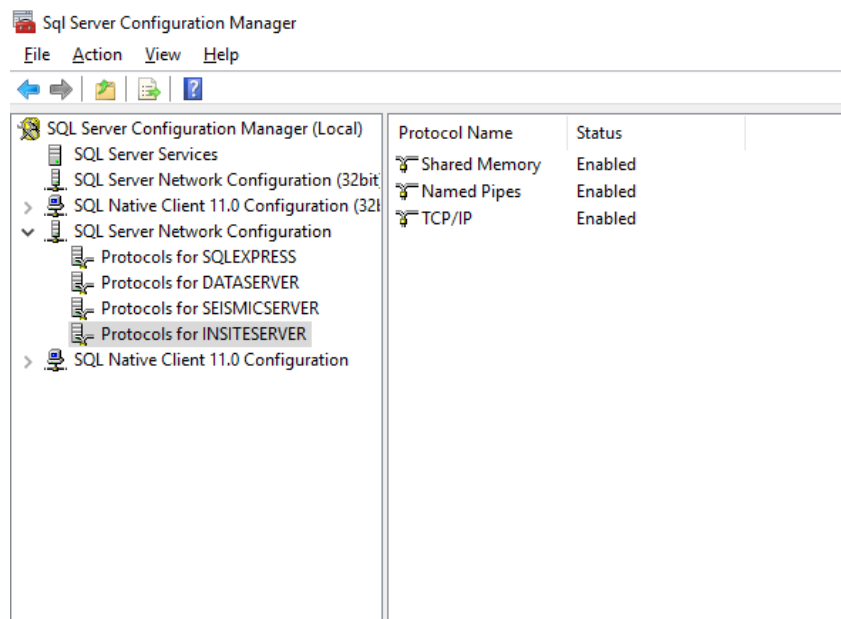 Sql Server Configuration Manager
File Action View Help
SQL Server Configuration Manager (Local)
SQL Server Services
SQL Server Network Configuration (32bit
SQL Native Client 11.0 Configuration (32b
SQL Server Network Configuration
Protocols for SQLEXPRESS
Protocols for DATASERVER
Protocols for SEISMICSERVER
Protocols for INSITESERVER
SQL Native Client 11.0 Configuration
Protocol Name Status
Shared Memory Enabled
Named Pipes Enabled
TCP/IP Enabled